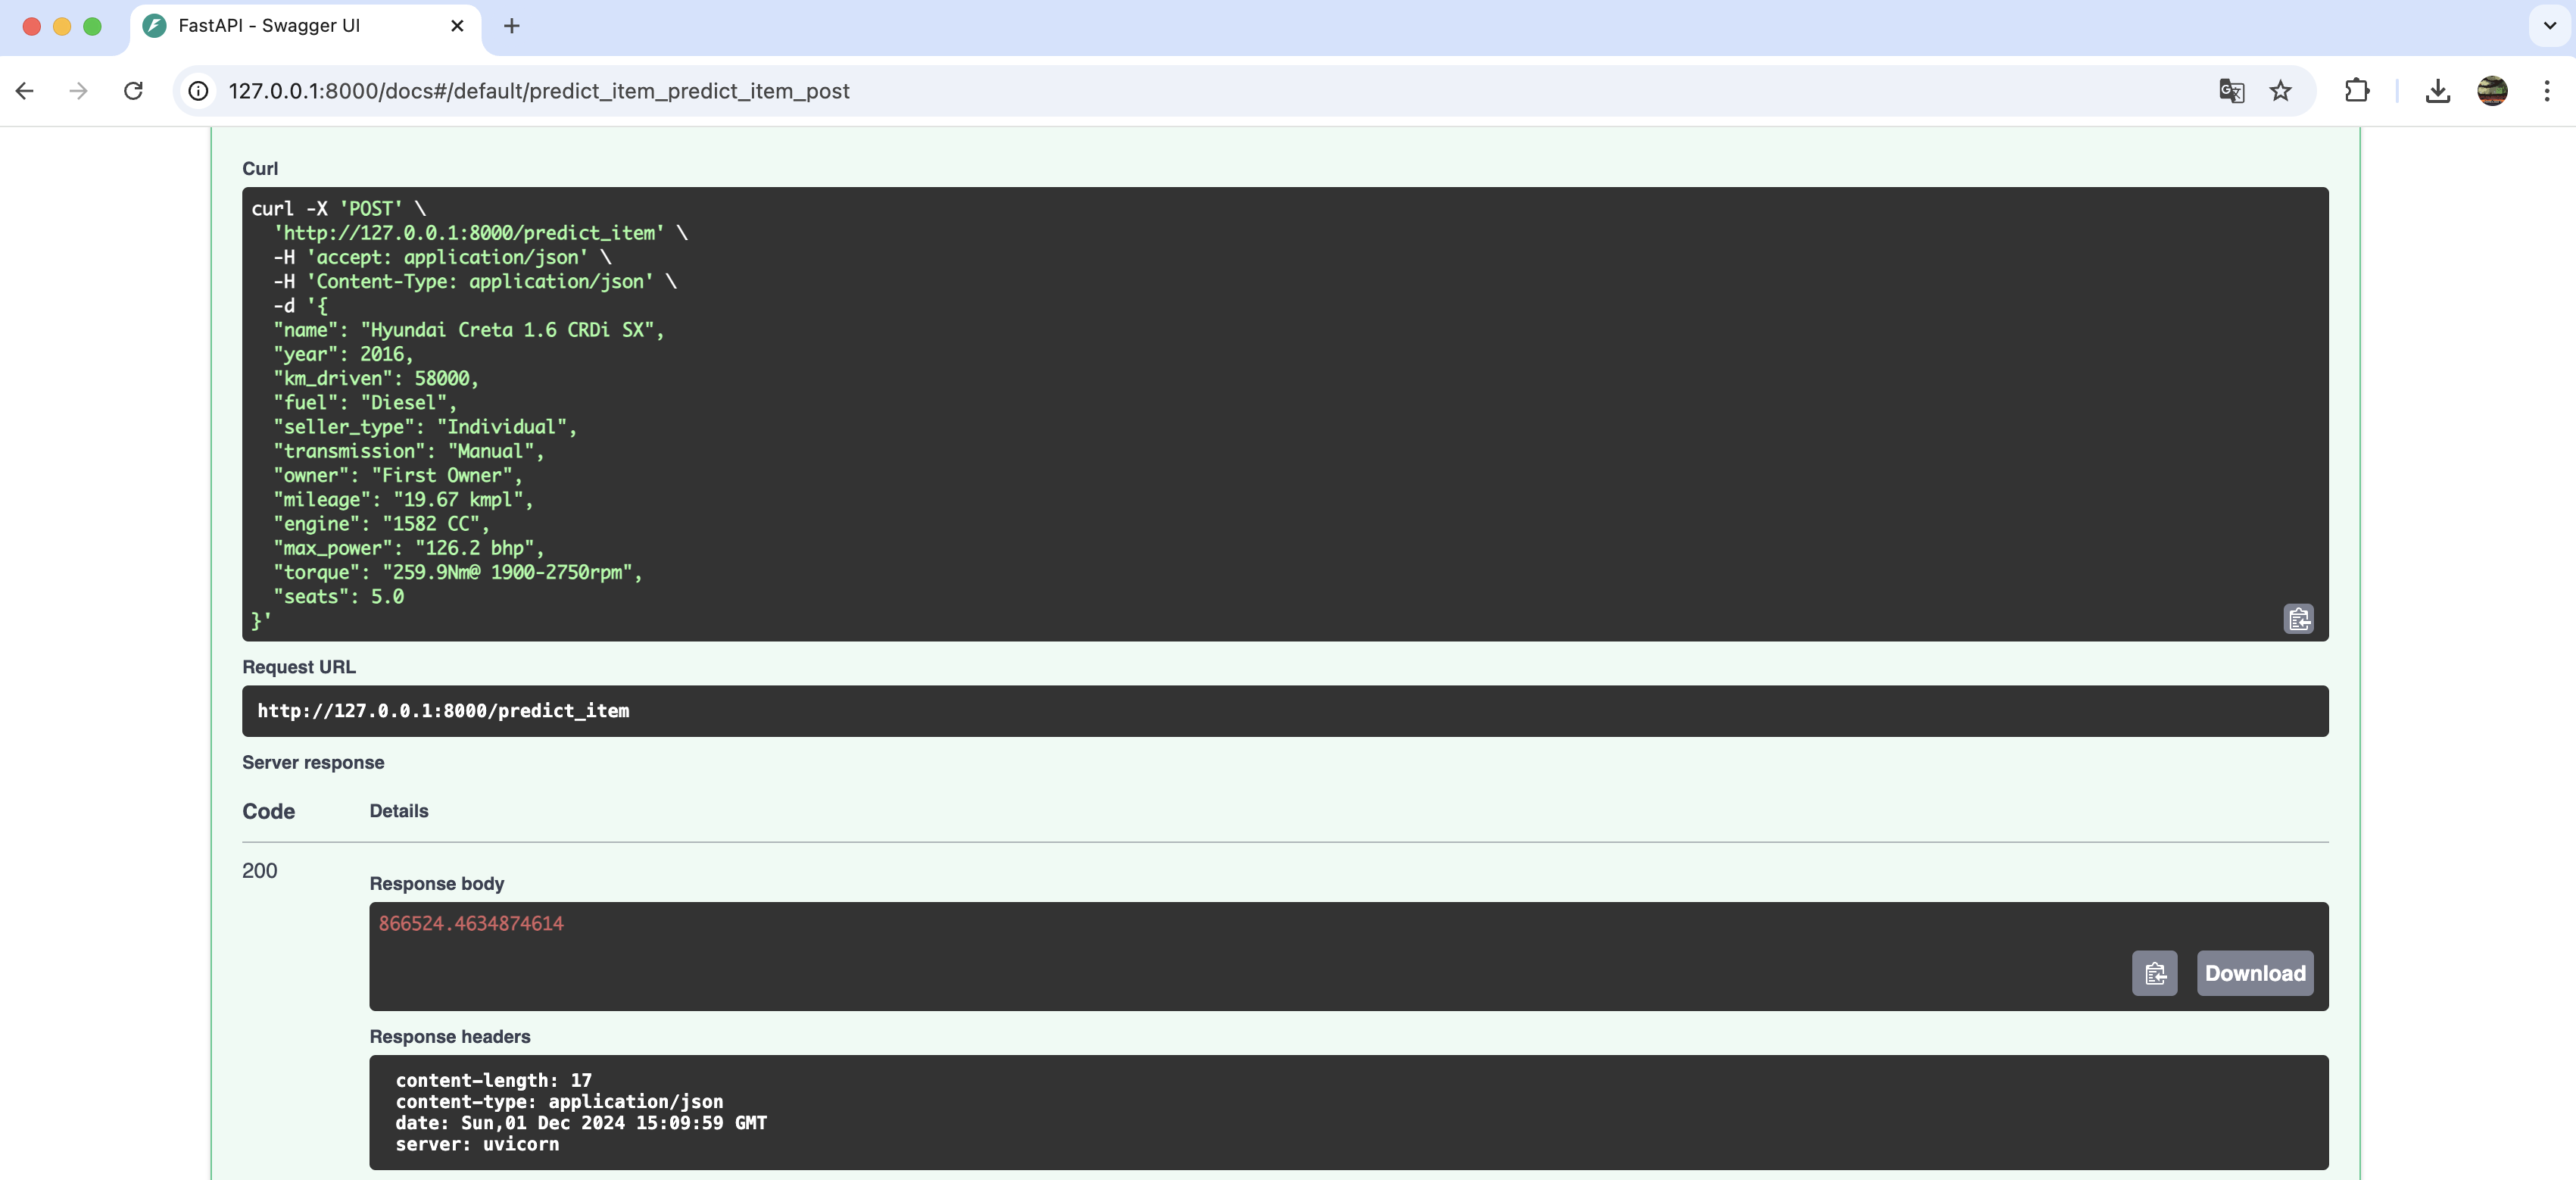 FastAPI - Swagger UI
127.0.0.1:8000/docs#/default/predict_item_predict_item_post
Curl
curl -X 'POST' \
  'http://127.0.0.1:8000/predict_item' \
  -H 'accept: application/json' \
  -H 'Content-Type: application/json' \
  -d '{
  "name": "Hyundai Creta 1.6 CRDi SX",
  "year": 2016,
  "km_driven": 58000,
  "fuel": "Diesel",
  "seller_type": "Individual",
  "transmission": "Manual",
  "owner": "First Owner",
  "mileage": "19.67 kmpl",
  "engine": "1582 CC",
  "max_power": "126.2 bhp",
  "torque": "259.9Nm@ 1900-2750rpm",
  "seats": 5.0
}'
Request URL
http://127.0.0.1:8000/predict_item
Server response
Code Details
200
Response body
866524.4634874614
Download
Response headers
content-length: 17
content-type: application/json
date: Sun,01 Dec 2024 15:09:59 GMT
server: uvicorn